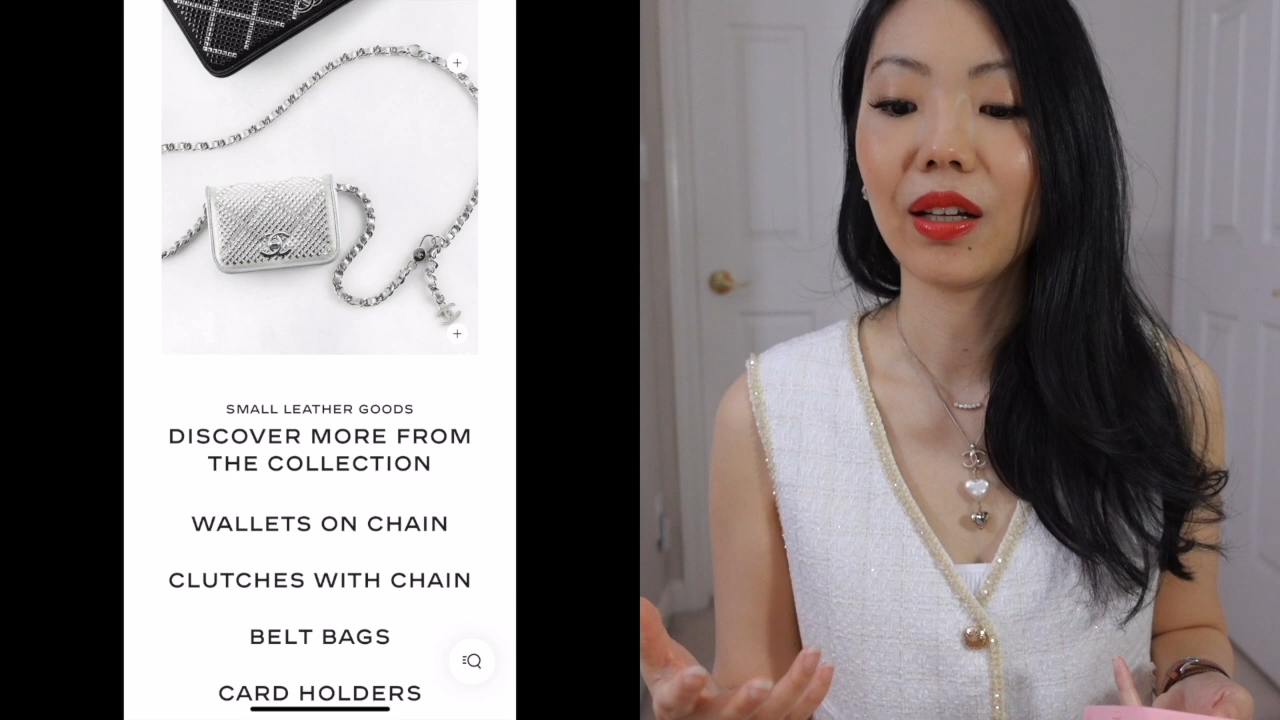 SMALL LEATHER GOODS
DISCOVER MORE FROM
THE COLLECTION
WALLETS ON CHAIN
CLUTCHES WITH CHAIN
BELT BAGS
CARD HOLDERS